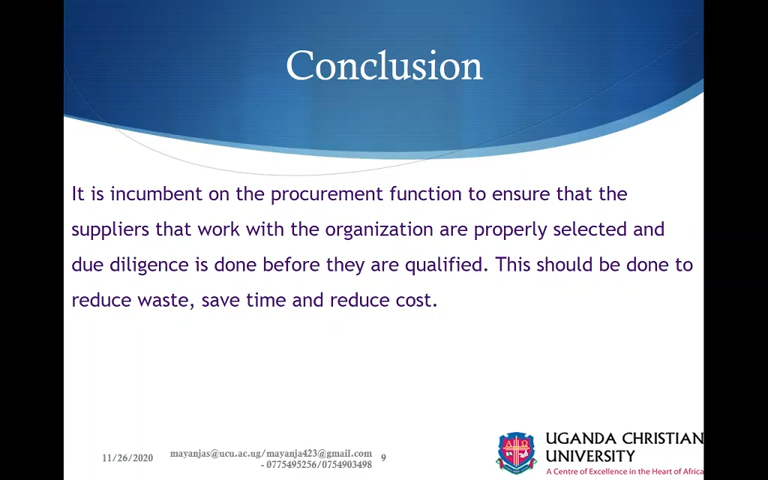 Conclusion
It is incumbent on the procurement function to ensure that the
suppliers that work with the organization are properly selected and
due diligence is done before they are qualified. This should be done to
reduce waste, save time and reduce cost.
11/26/2020
mayanjas@ucu.ac.ug/mayanja423@gmail.com
- 0775495256/0754903498
9
UGANDA CHRISTIAN
UNIVERSITY
A Centre of Excellence in the Heart of Africa